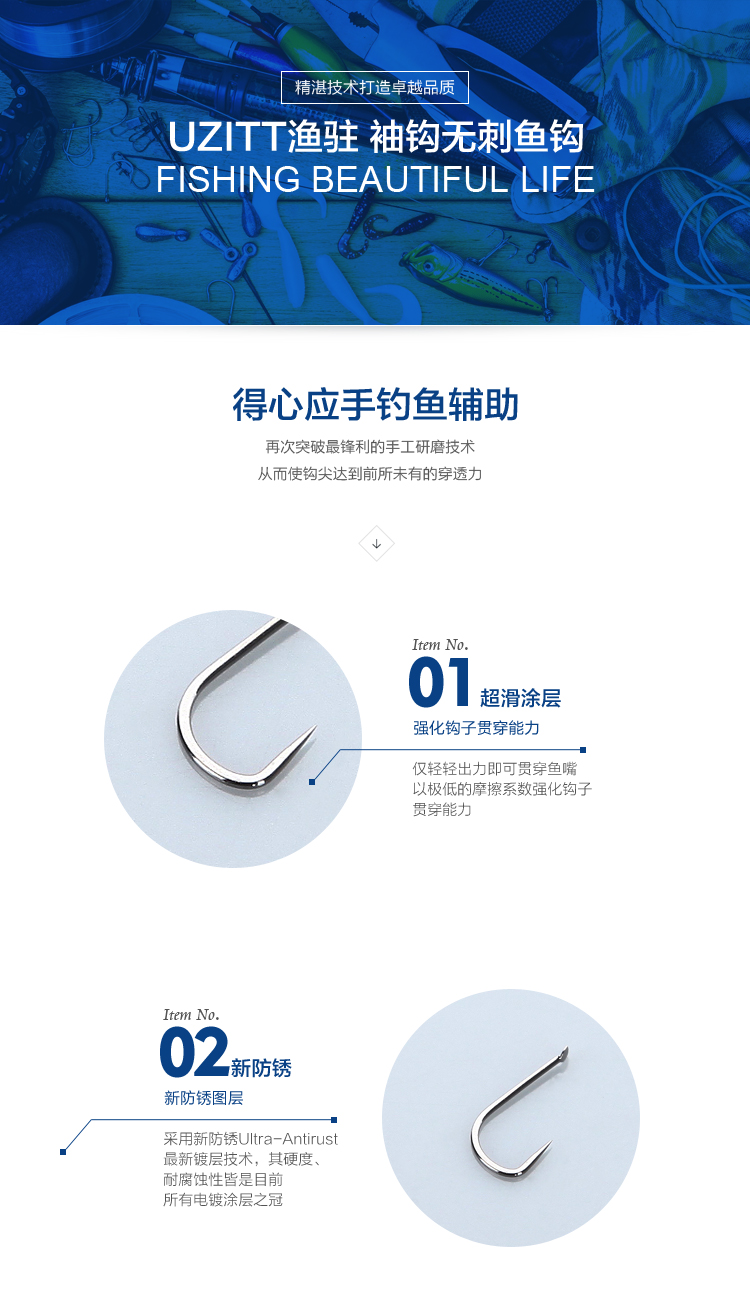 精湛技术打造卓越品质
UZITT渔驻 袖钩无刺鱼钩
FISHING BEAUTIFUL LIFE
得心应手钓鱼辅助
再次突破最锋利的手工研磨技术
从而使钩尖达到前所未有的穿透力
Item No.
01 超滑涂层
强化钩子贯穿能力
仅轻轻出力即可贯穿鱼嘴
以极低的摩擦系数强化钩子
贯穿能力
Item No.
02新防锈
新防锈图层
采用新防锈Ultra-Antirust
最新镀层技术，其硬度、
耐腐蚀性皆是目前
所有电镀涂层之冠